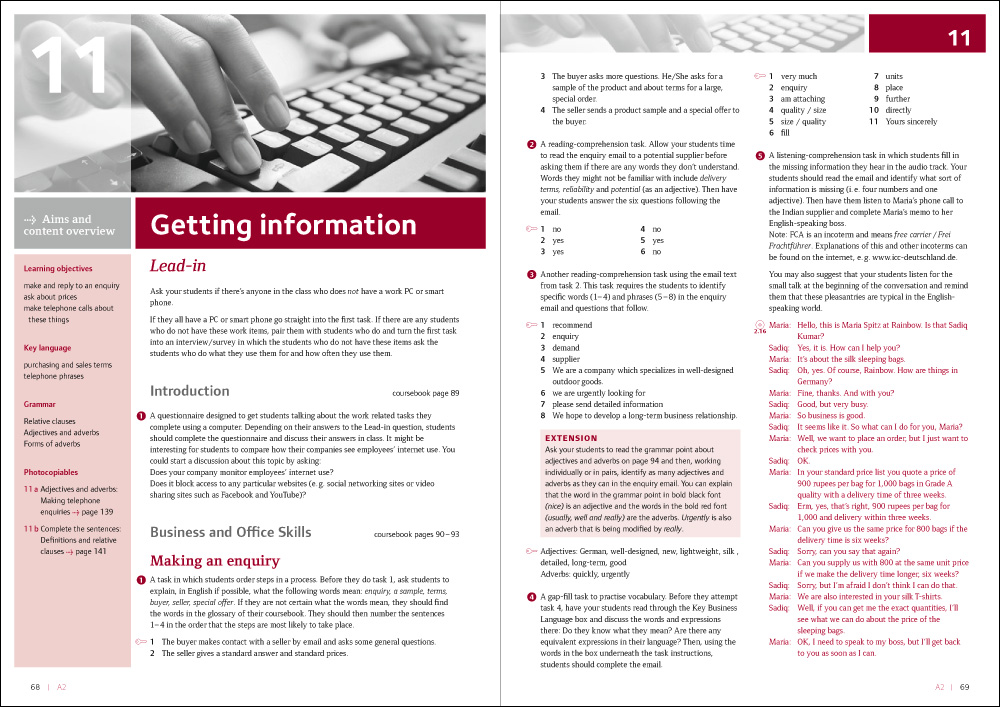 11
Aims and
content overview
Learning objectives
make and reply to an enquiry
ask about prices
make telephone calls about
these things
Key language
purchasing and sales terms
telephone phrases
Grammar
Relative clauses
Adjectives and adverbs
Forms of adverbs
Photocopiables
11 a Adjectives and adverbs:
Making telephone
enquiries → page 139
11 b Complete the sentences:
Definitions and relative
clauses → page 141
Getting information
Lead-in
Ask your students if there's anyone in the class who does not have a work PC or smart
phone.
If they all have a PC or smart phone go straight into the first task. If there are any students
who do not have these work items, pair them with students who do and turn the first task
into an interview/survey in which the students who do not have these items ask the
students who do what they use them for and how often they use them.
Introduction coursebook page 89
1 A questionnaire designed to get students talking about the work related tasks they
complete using a computer. Depending on their answers to the Lead-in question, students
should complete the questionnaire and discuss their answers in class. It might be
interesting for students to compare how their companies see employees' internet use. You
could start a discussion about this topic by asking:
Does your company monitor employees' internet use?
Does it block access to any particular websites (e. g. social networking sites or video
sharing sites such as Facebook and YouTube)?
Business and Office Skills coursebook pages 90–93
Making an enquiry
1 A task in which students order steps in a process. Before they do task 1, ask students to
explain, in English if possible, what the following words mean: enquiry, a sample, terms,
buyer, seller, special offer. If they are not certain what the words mean, they should find
the words in the glossary of their coursebook. They should then number the sentences
1–4 in the order that the steps are most likely to take place.
1 The buyer makes contact with a seller by email and asks some general questions.
2 The seller gives a standard answer and standard prices.
68 | A2
11
3 The buyer asks more questions. He/She asks for a
sample of the product and about terms for a large,
special order.
4 The seller sends a product sample and a special offer to
the buyer.
2 A reading-comprehension task. Allow your students time
to read the enquiry email to a potential supplier before
asking them if there are any words they don't understand.
Words they might not be familiar with include delivery
terms, reliability and potential (as an adjective). Then have
your students answer the six questions following the
email.
1 no 4 no
2 yes 5 yes
3 yes 6 no
3 Another reading-comprehension task using the email text
from task 2. This task requires the students to identify
specific words (1–4) and phrases (5–8) in the enquiry
email and questions that follow.
1 recommend
2 enquiry
3 demand
4 supplier
5 We are a company which specializes in well-designed
outdoor goods.
6 we are urgently looking for
7 please send detailed information
8 We hope to develop a long-term business relationship.
EXTENSION
Ask your students to read the grammar point about
adjectives and adverbs on page 94 and then, working
individually or in pairs, identify as many adjectives and
adverbs as they can in the enquiry email. You can explain
that the word in the grammar point in bold black font
(nice) is an adjective and the words in the bold red font
(usually, well and really) are the adverbs. Urgently is also
an adverb that is being modified by really.
Adjectives: German, well-designed, new, lightweight, silk ,
detailed, long-term, good
Adverbs: quickly, urgently
4 A gap-fill task to practise vocabulary. Before they attempt
task 4, have your students read through the Key Business
Language box and discuss the words and expressions
there: Do they know what they mean? Are there any
equivalent expressions in their language? Then, using the
words in the box underneath the task instructions,
students should complete the email.
1 very much 7 units
2 enquiry 8 place
3 am attaching 9 further
4 quality / size 10 directly
5 size / quality 11 Yours sincerely
6 fill
5 A listening-comprehension task in which students fill in
the missing information they hear in the audio track. Your
students should read the email and identify what sort of
information is missing (i. e. four numbers and one
adjective). Then have them listen to Maria's phone call to
the Indian supplier and complete Maria's memo to her
English-speaking boss.
Note: FCA is an incoterm and means free carrier / Frei
Frachtführer. Explanations of this and other incoterms can
be found on the internet, e. g. www.icc-deutschland.de.
You may also suggest that your students listen for the
small talk at the beginning of the conversation and remind
them that these pleasantries are typical in the English-
speaking world.
2.16
Maria: Hello, this is Maria Spitz at Rainbow. Is that Sadiq
Kumar?
Sadiq: Yes, it is. How can I help you?
Maria: It's about the silk sleeping bags.
Sadiq: Oh, yes. Of course, Rainbow. How are things in
Germany?
Maria: Fine, thanks. And with you?
Sadiq: Good, but very busy.
Maria: So business is good.
Sadiq: It seems like it. So what can I do for you, Maria?
Maria: Well, we want to place an order, but I just want to
check prices with you.
Sadiq: OK.
Maria: In your standard price list you quote a price of
900 rupees per bag for 1,000 bags in Grade A
quality with a delivery time of three weeks.
Sadiq: Erm, yes, that's right, 900 rupees per bag for
1,000 and delivery within three weeks.
Maria: Can you give us the same price for 800 bags if the
delivery time is six weeks?
Sadiq: Sorry, can you say that again?
Maria: Can you supply us with 800 at the same unit price
if we make the delivery time longer, six weeks?
Sadiq: Sorry, but I'm afraid I don't think I can do that.
Maria: We are also interested in your silk T-shirts.
Sadiq: Well, if you can get me the exact quantities, I'll
see what we can do about the price of the
sleeping bags.
Maria: OK, I need to speak to my boss, but I'll get back
to you as soon as I can.
A2 | 69